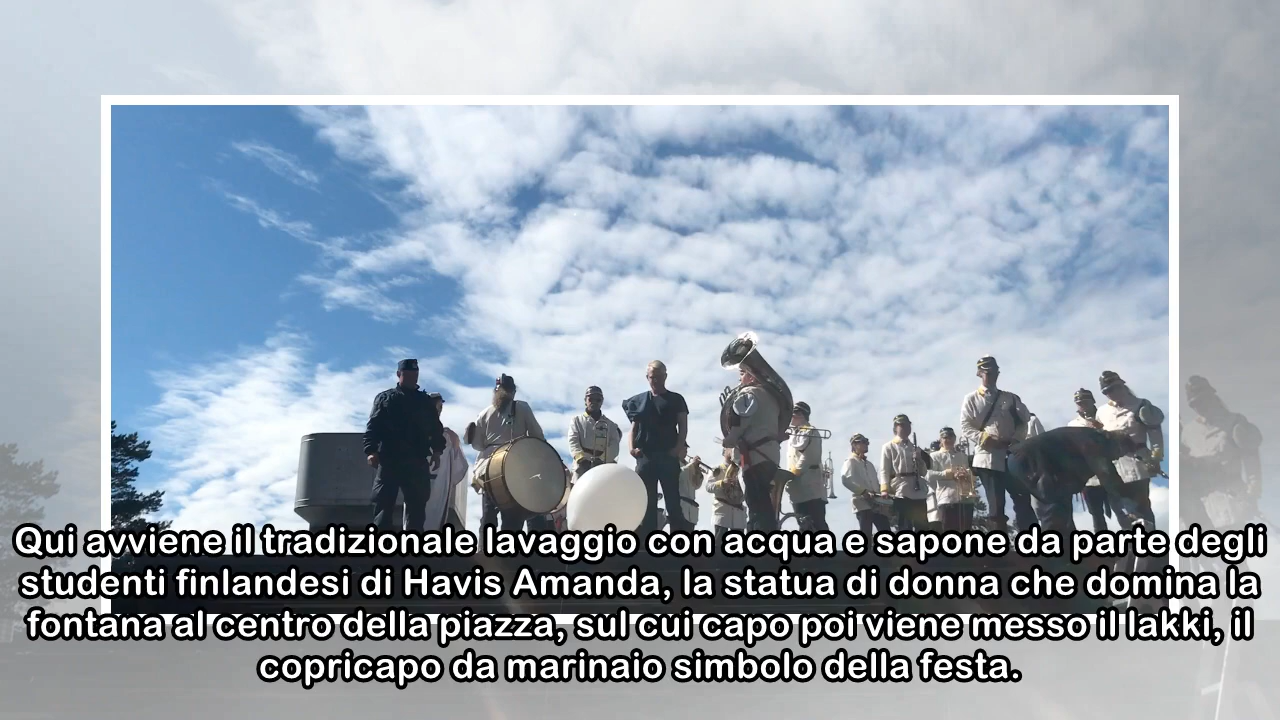 Qui avviene il tradizionale lavaggio con acqua e sapone da parte degli
studenti finlandesi di Havis Amanda, la statua di donna che domina la
fontana al centro della piazza, sul cui capo poi viene messo il lakki, il
copricapo da marinaio simbolo della festa.